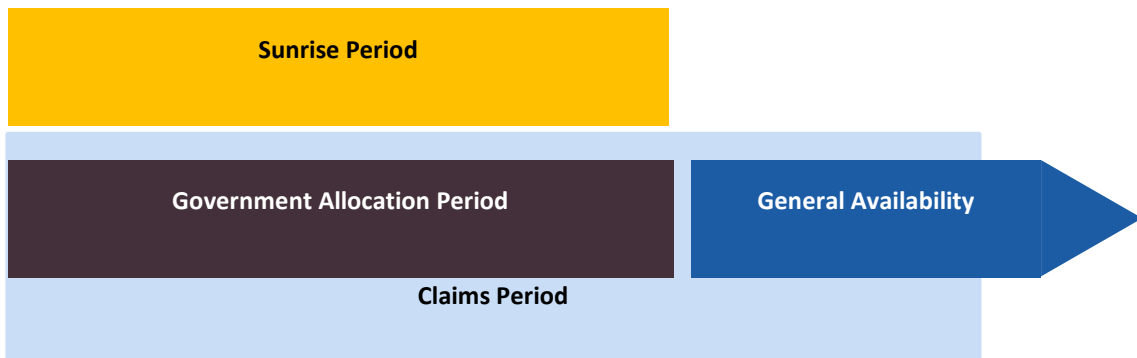 Sunrise Period
Government Allocation Period
General Availability
Claims Period